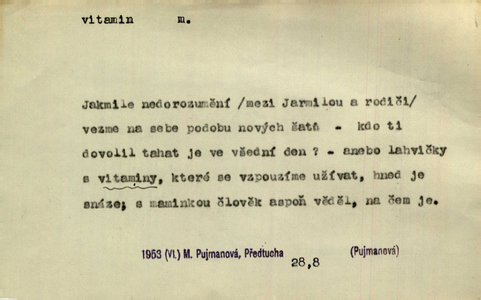 vitamin m.
Jakmile nedorozumění /mezi Jarmilou a rodiči/
vezme na sebe podobu nových šatů - kdo ti
dovolil tahat je ve všední den ? - anebo lahvičky
s vitaminy, které se vzpouzíme užívat, hned je
snáze; s maminkou člověk aspoň věděl, na čem je.
1963 (VI.) M. Pujmanová, Předtucha 28,8 (Pujmanová)